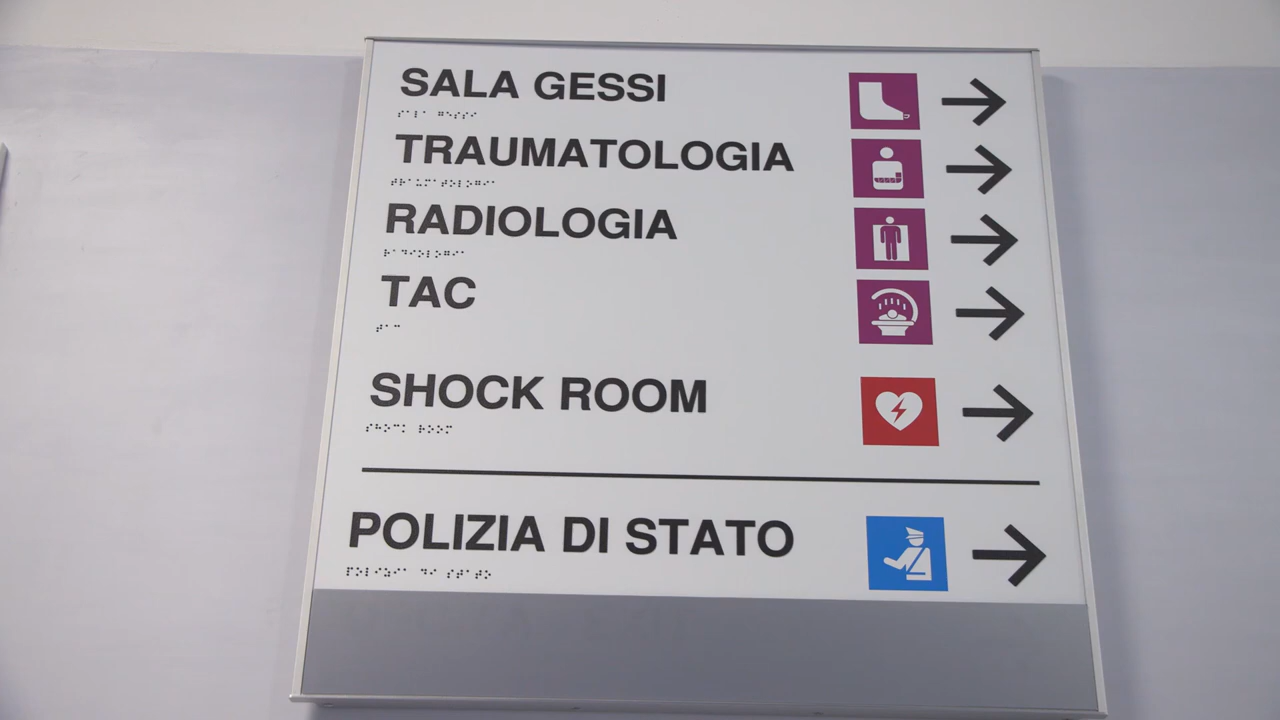 SALA GESSI
⠎⠁⠇⠁ ⠛⠑⠎⠎⠊
TRAUMATOLOGIA
⠞⠗⠁⠥⠍⠁⠞⠕⠇⠕⠛⠊⠁
RADIOLOGIA
⠗⠁⠙⠊⠕⠇⠕⠛⠊⠁
TAC
⠞⠁⠉
SHOCK ROOM
⠎⠓⠕⠉⠅ ⠗⠕⠕⠍
POLIZIA DI STATO
⠏⠕⠇⠊⠵⠊⠁ ⠙⠊ ⠎⠞⠁⠞⠕